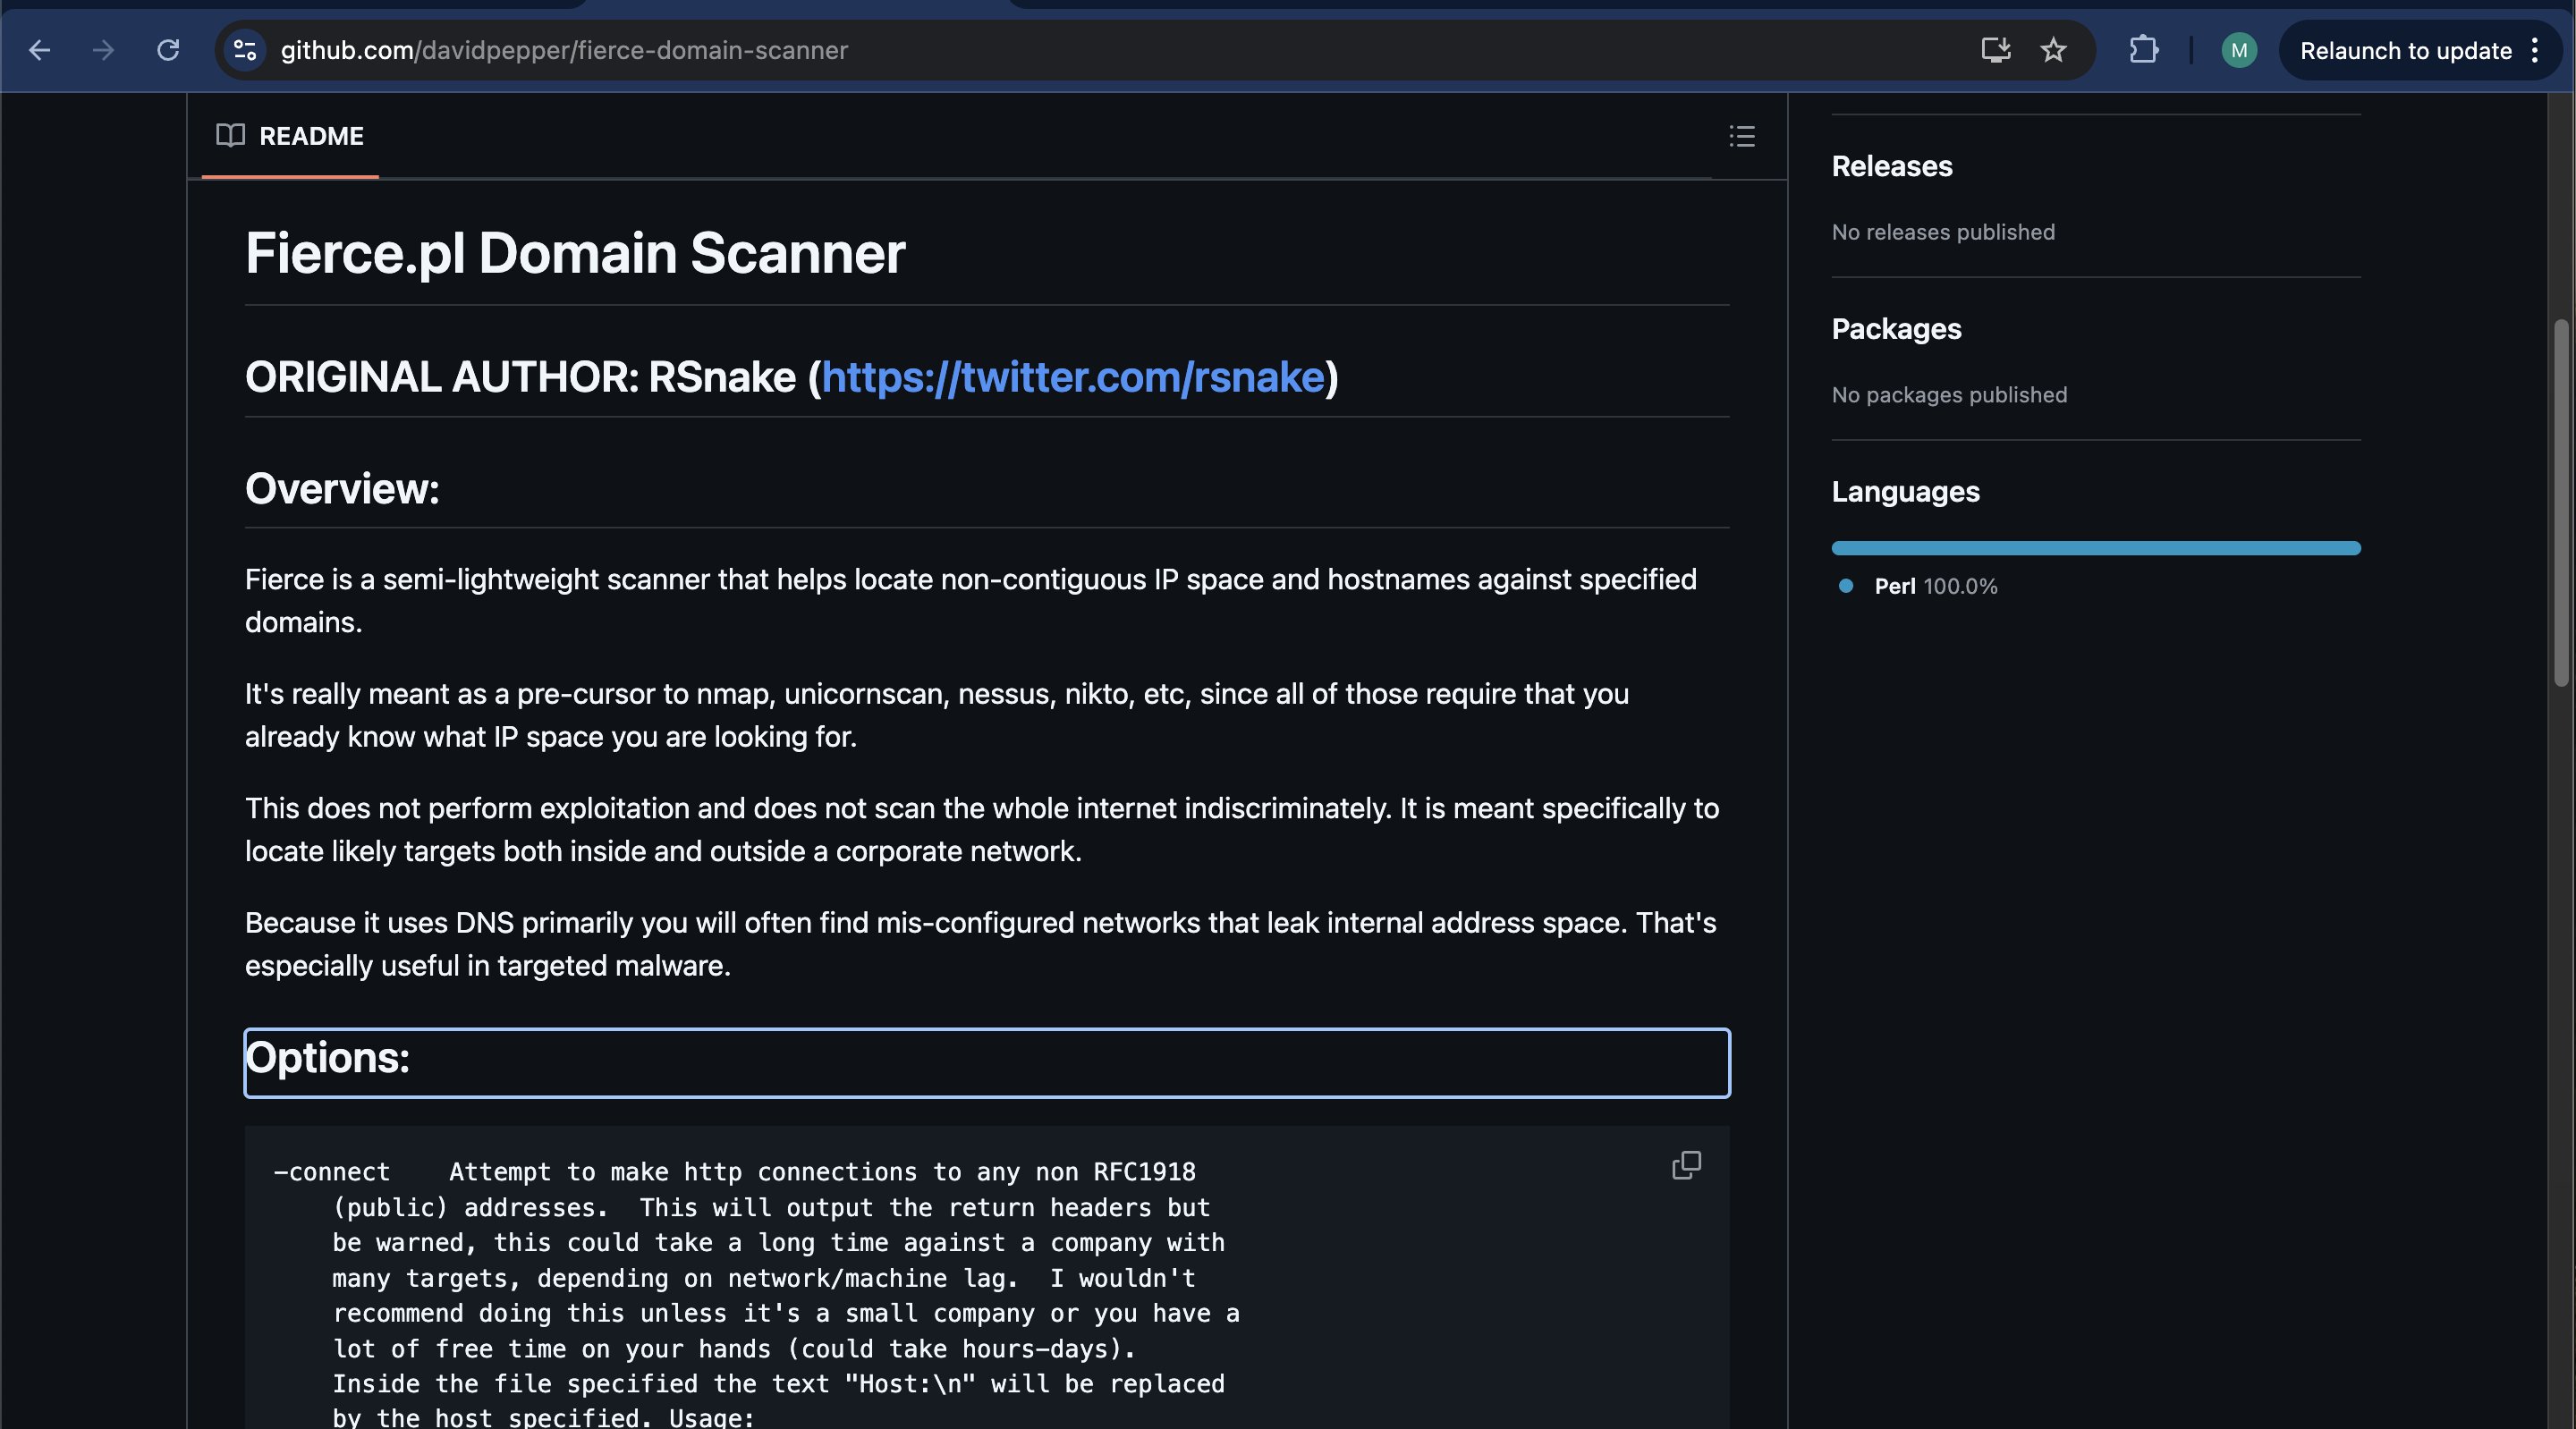 github.com/davidpepper/fierce-domain-scanner
M
Relaunch to update
README
Fierce.pl Domain Scanner
ORIGINAL AUTHOR: RSnake (https://twitter.com/rsnake)
Overview:
Fierce is a semi-lightweight scanner that helps locate non-contiguous IP space and hostnames against specified
domains.
It's really meant as a pre-cursor to nmap, unicornscan, nessus, nikto, etc, since all of those require that you
already know what IP space you are looking for.
This does not perform exploitation and does not scan the whole internet indiscriminately. It is meant specifically to
locate likely targets both inside and outside a corporate network.
Because it uses DNS primarily you will often find mis-configured networks that leak internal address space. That's
especially useful in targeted malware.
Options:
-connect    Attempt to make http connections to any non RFC1918
    (public) addresses.  This will output the return headers but
    be warned, this could take a long time against a company with
    many targets, depending on network/machine lag.  I wouldn't
    recommend doing this unless it's a small company or you have a
    lot of free time on your hands (could take hours-days).
    Inside the file specified the text "Host:\n" will be replaced
    by the host specified. Usage:
Releases
No releases published
Packages
No packages published
Languages
Perl 100.0%